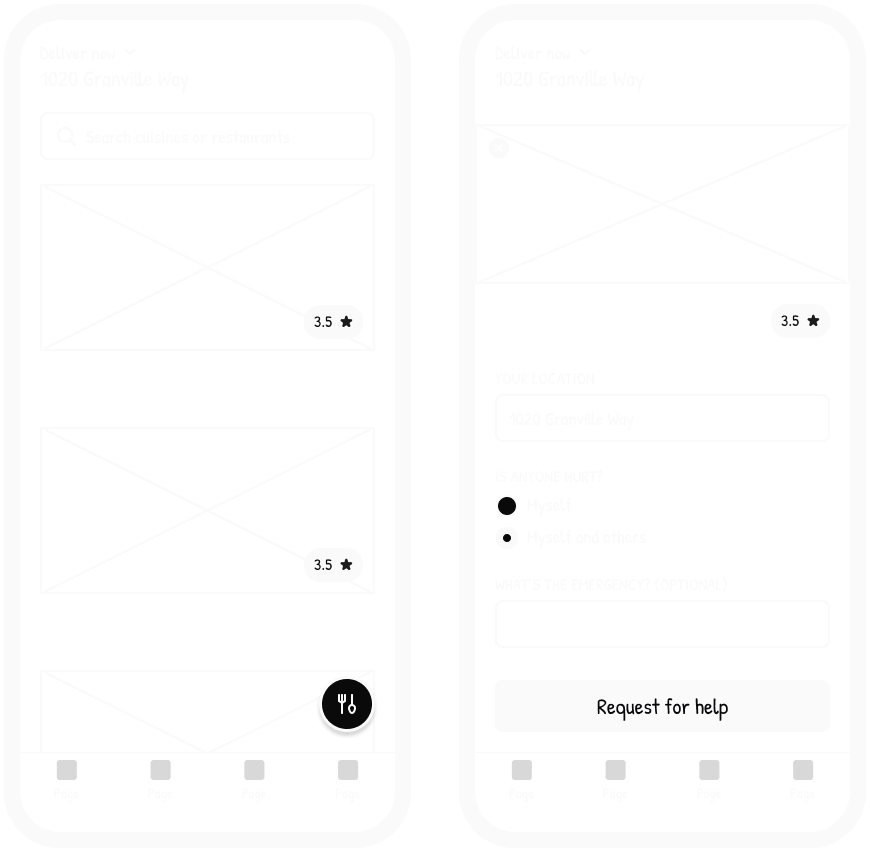 Deliver now
1020 Granville Way
Search cuisines or restaurants
3.5
3.5
Page
Page
Page
Page
Deliver now
1020 Granville Way
3.5
YOUR LOCATION
1020 Granville Way
IS ANYONE HURT?
Myself
Myself and others
WHAT'S THE EMERGENCY? (OPTIONAL)
Request for help
Page
Page
Page
Page